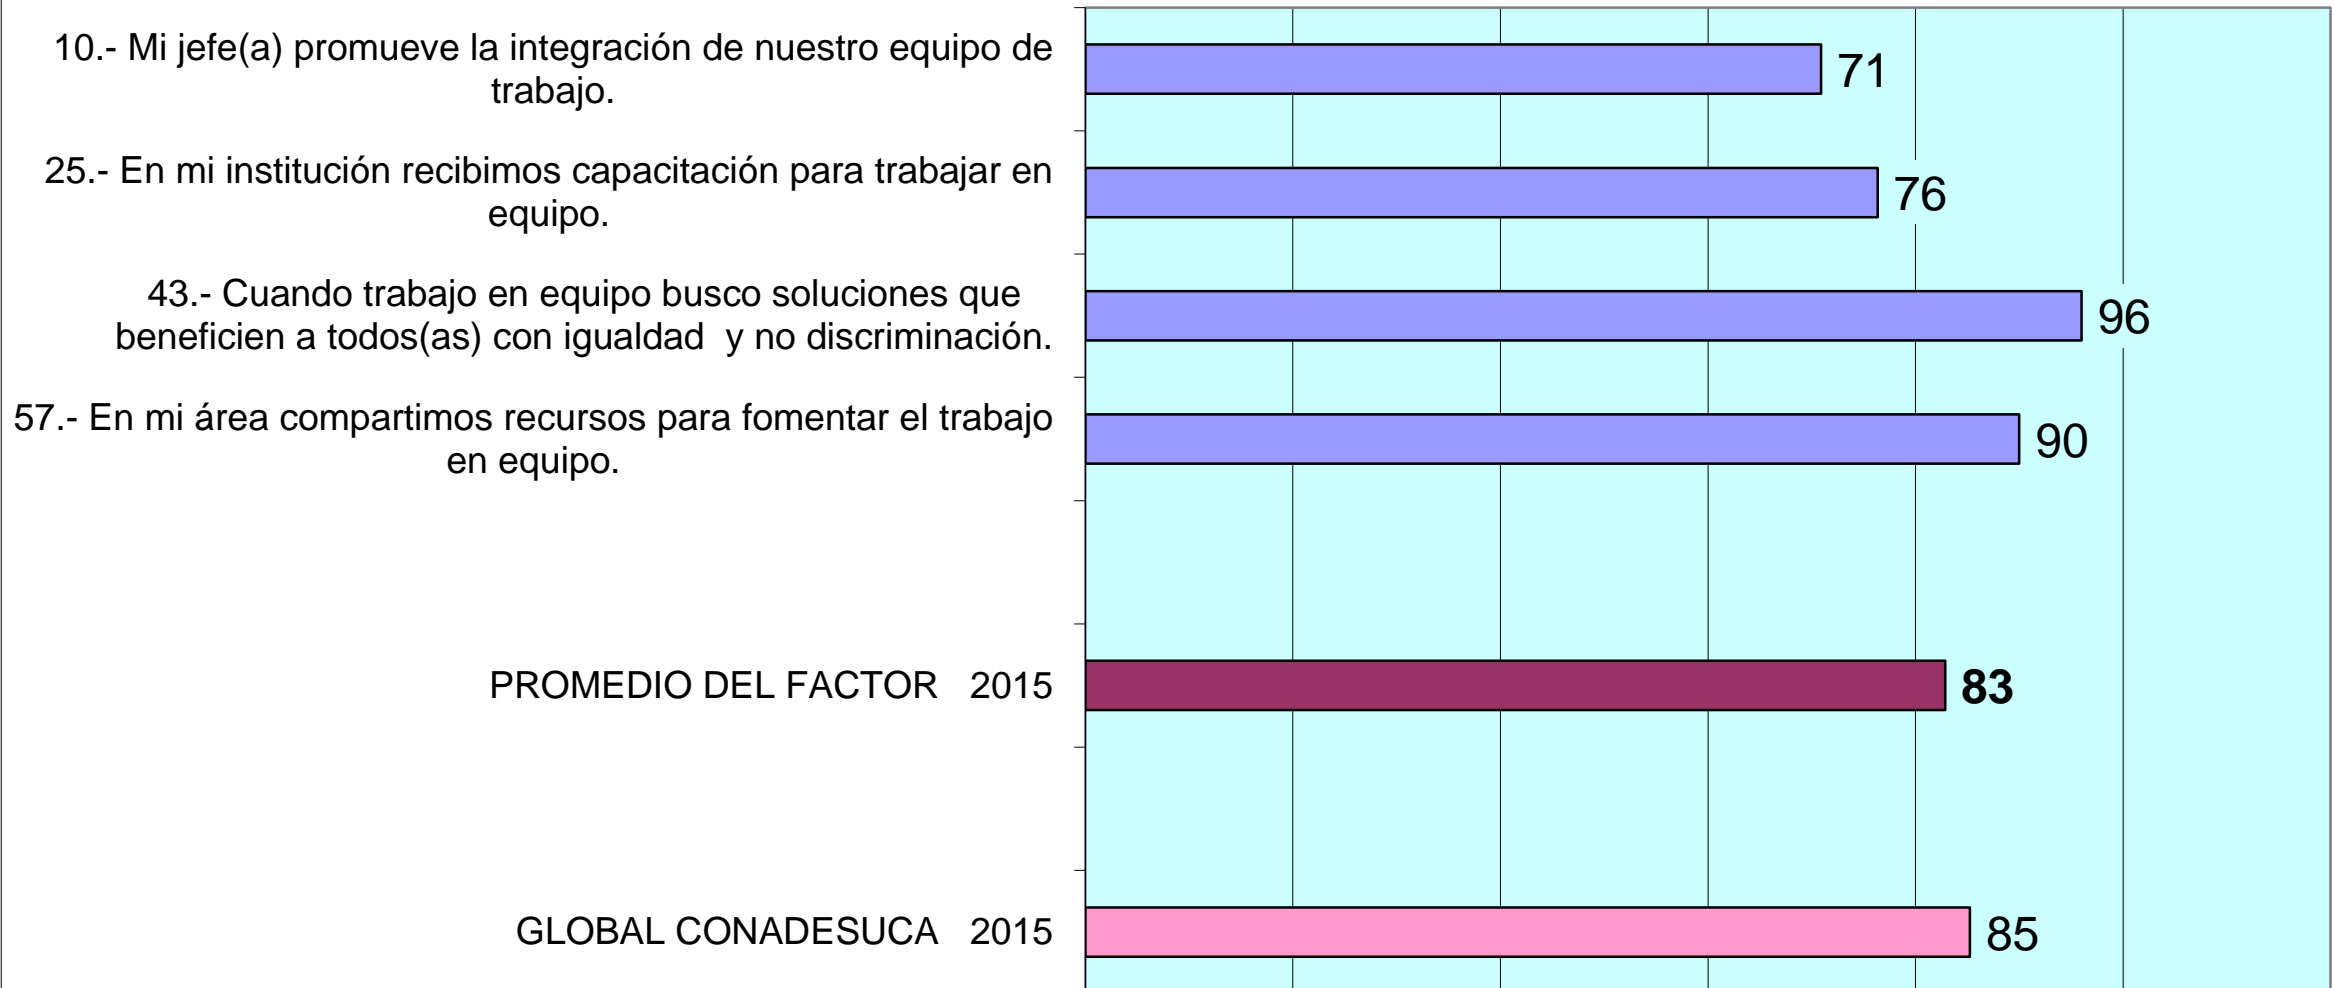 10.- Mi jefe(a) promueve la integración de nuestro equipo de
trabajo.
71
25.- En mi institución recibimos capacitación para trabajar en
equipo.
76
43.- Cuando trabajo en equipo busco soluciones que
beneficien a todos(as) con igualdad  y no discriminación.
96
57.- En mi área compartimos recursos para fomentar el trabajo
en equipo.
90
PROMEDIO DEL FACTOR   2015
83
GLOBAL CONADESUCA   2015
85